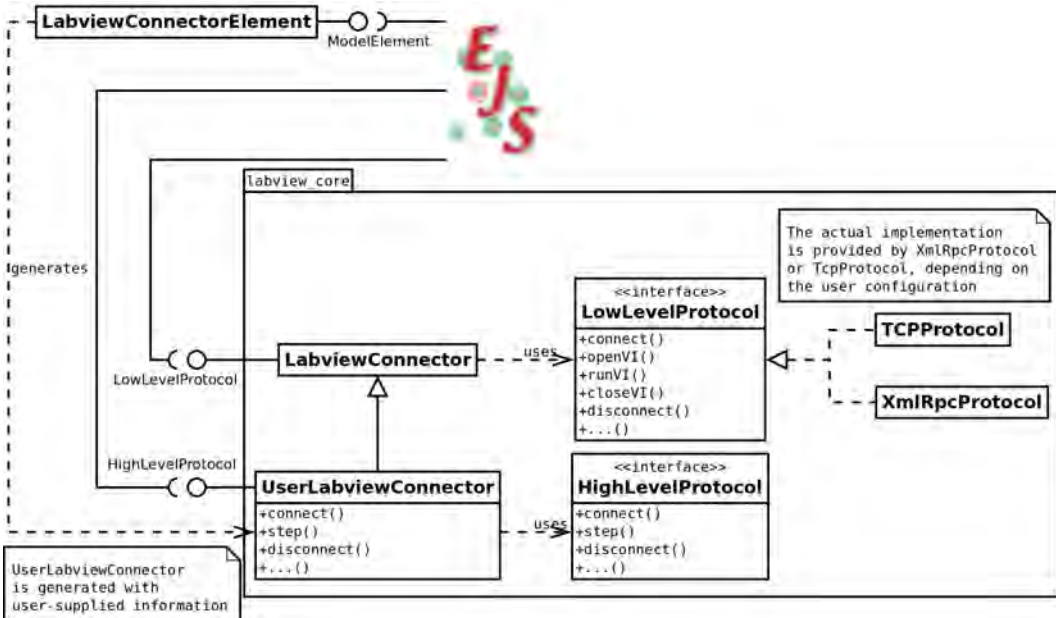 LabviewConnectorElement
ModelElement
EJS
labview_core
The actual implementation
is provided by XmlRpcProtocol
or TcpProtocol, depending on
the user configuration
generates
<<interface>>
LowLevelProtocol
+connect()
+openVI()
+runVI()
+closeVI()
+disconnect()
+...()
TCPProtocol
XmlRpcProtocol
LabviewConnector
uses
LowLevelProtocol
HighLevelProtocol
UserLabviewConnector
+connect()
+step()
+disconnect()
+...()
uses
<<interface>>
HighLevelProtocol
+connect()
+step()
+disconnect()
+...()
UserLabviewConnector
is generated with
user-supplied information